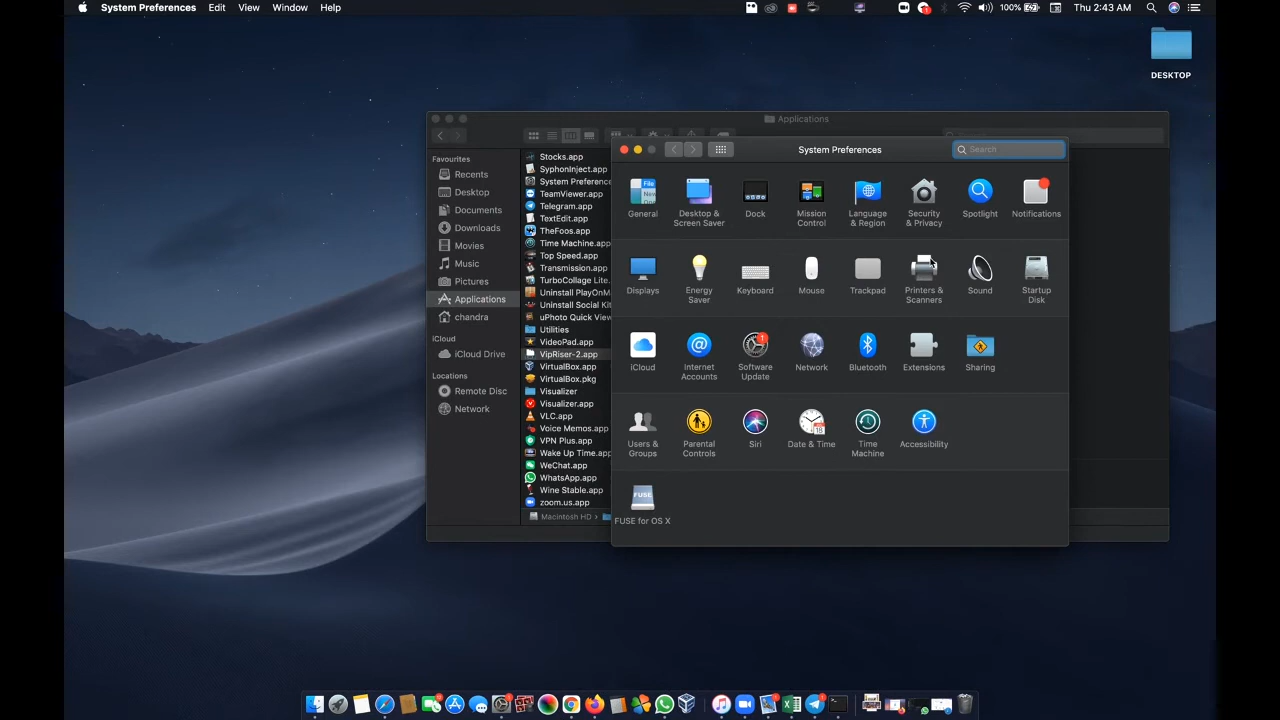 System Preferences Edit View Window Help
100% Thu 2:43 AM
DESKTOP
Applications
System Preferences
Search
Favourites
Recents
Desktop
Documents
Downloads
Movies
Music
Pictures
Applications
chandra
iCloud
iCloud Drive
Locations
Remote Disc
Network
Stocks.app
SyphonInject.app
System Preference
TeamViewer.app
Telegram.app
TextEdit.app
TheFoos.app
Time Machine.app
Top Speed.app
Transmission.app
TurboCollage Lite.
Uninstall PlayOnM
Uninstall Social Kit
uPhoto Quick View
Utilities
VideoPad.app
VipRiser-2.app
VirtualBox.app
VirtualBox.pkg
Visualizer
Visualizer.app
VLC.app
Voice Memos.app
VPN Plus.app
Wake Up Time.app
WeChat.app
WhatsApp.app
Wine Stable.app
zoom.us.app
Macintosh HD
General
Desktop &
Screen Saver
Dock
Mission
Control
Language
& Region
Security
& Privacy
Spotlight
Notifications
Displays
Energy
Saver
Keyboard
Mouse
Trackpad
Printers &
Scanners
Sound
Startup
Disk
iCloud
Internet
Accounts
Software
Update
Network
Bluetooth
Extensions
Sharing
Users &
Groups
Parental
Controls
Siri
Date & Time
Time
Machine
Accessibility
FUSE
FUSE for OS X